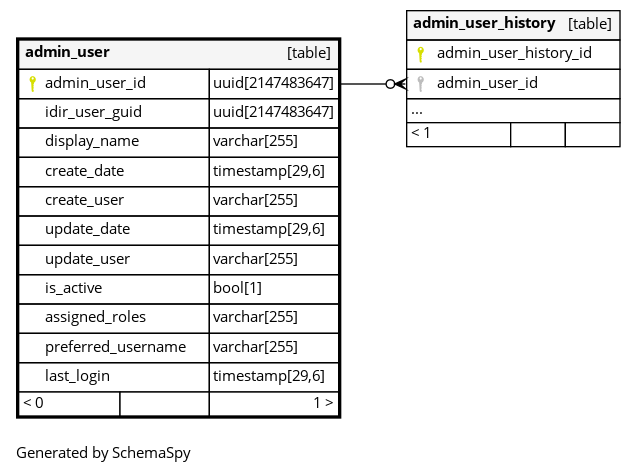 admin_user [table]
admin_user_id uuid[2147483647]
idir_user_guid uuid[2147483647]
display_name varchar[255]
create_date timestamp[29,6]
create_user varchar[255]
update_date timestamp[29,6]
update_user varchar[255]
is_active bool[1]
assigned_roles varchar[255]
preferred_username varchar[255]
last_login timestamp[29,6]
< 0 1 >
admin_user_history [table]
admin_user_history_id
admin_user_id
...
< 1
Generated by SchemaSpy